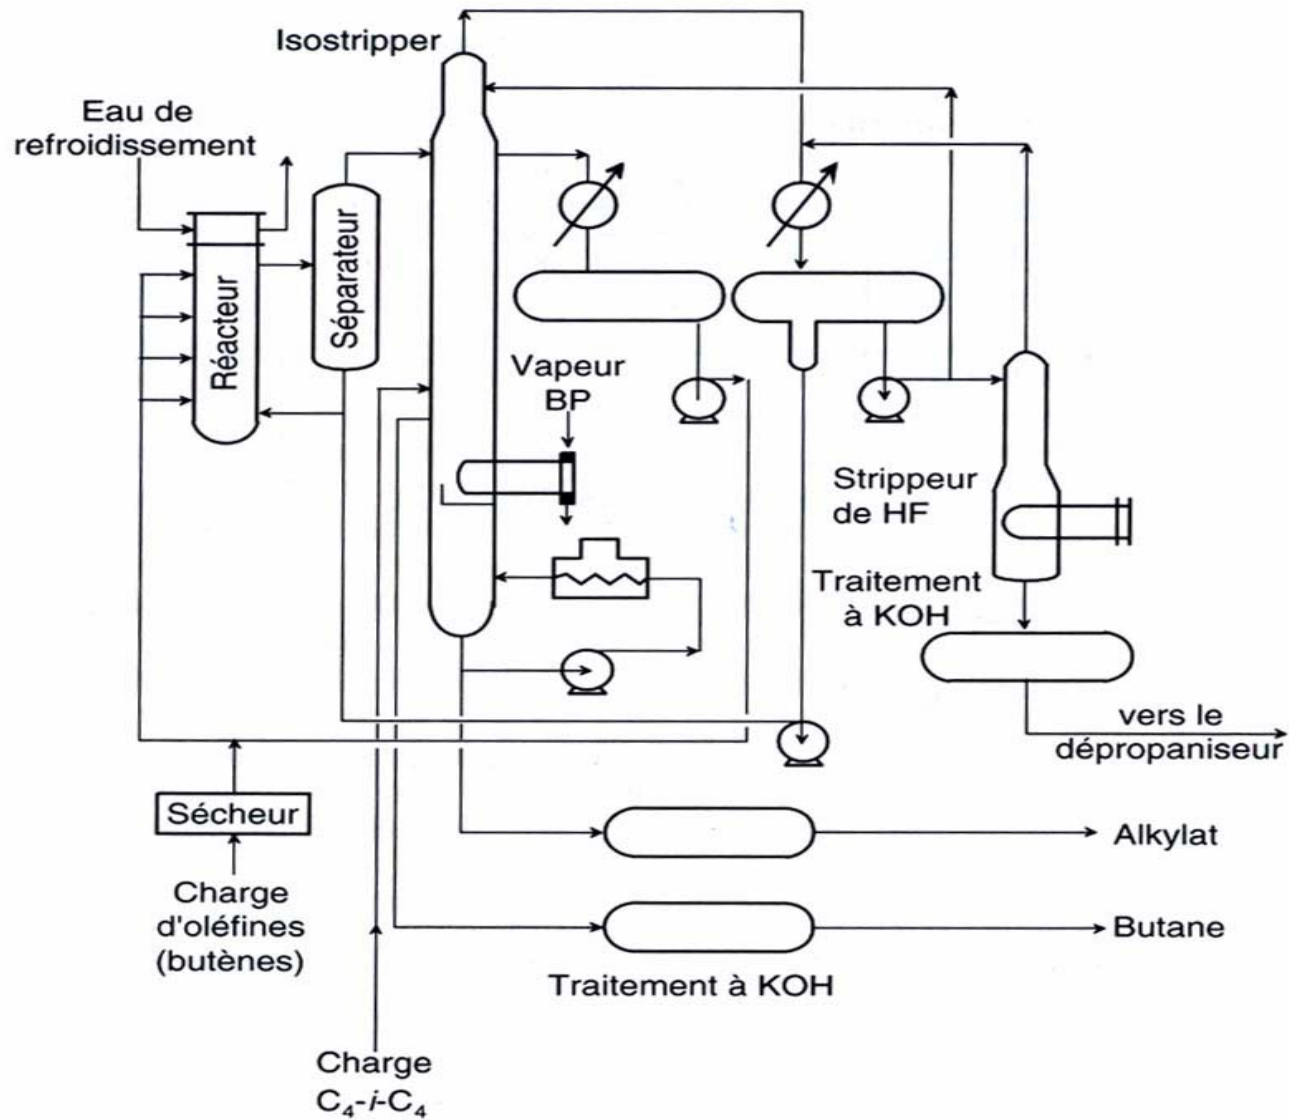 Isostripper
Eau de
refroidissement
Réacteur
Séparateur
Vapeur
BP
Strippeur
de HF
Traitement
à KOH
vers le
dépropaniseur
Sécheur
Charge
d'oléfines
(butènes)
Alkylat
Butane
Traitement à KOH
Charge
C₄-i-C₄